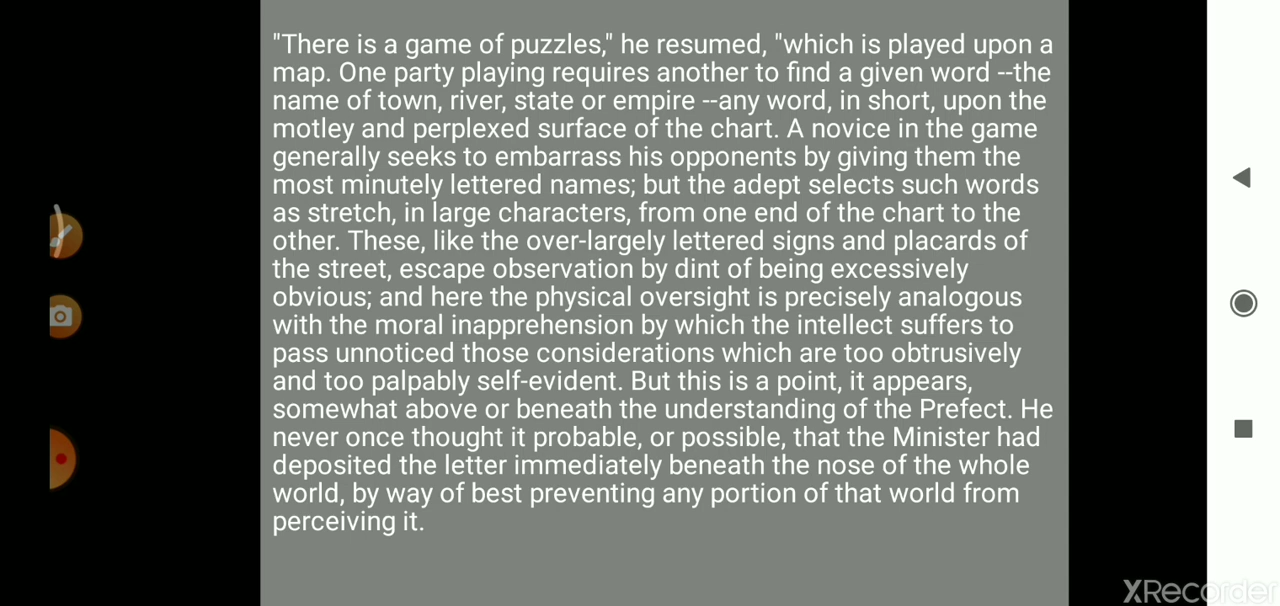 "There is a game of puzzles," he resumed, "which is played upon a
map. One party playing requires another to find a given word --the
name of town, river, state or empire --any word, in short, upon the
motley and perplexed surface of the chart. A novice in the game
generally seeks to embarrass his opponents by giving them the
most minutely lettered names; but the adept selects such words
as stretch, in large characters, from one end of the chart to the
other. These, like the over-largely lettered signs and placards of
the street, escape observation by dint of being excessively
obvious; and here the physical oversight is precisely analogous
with the moral inapprehension by which the intellect suffers to
pass unnoticed those considerations which are too obtrusively
and too palpably self-evident. But this is a point, it appears,
somewhat above or beneath the understanding of the Prefect. He
never once thought it probable, or possible, that the Minister had
deposited the letter immediately beneath the nose of the whole
world, by way of best preventing any portion of that world from
perceiving it.
XRecorder